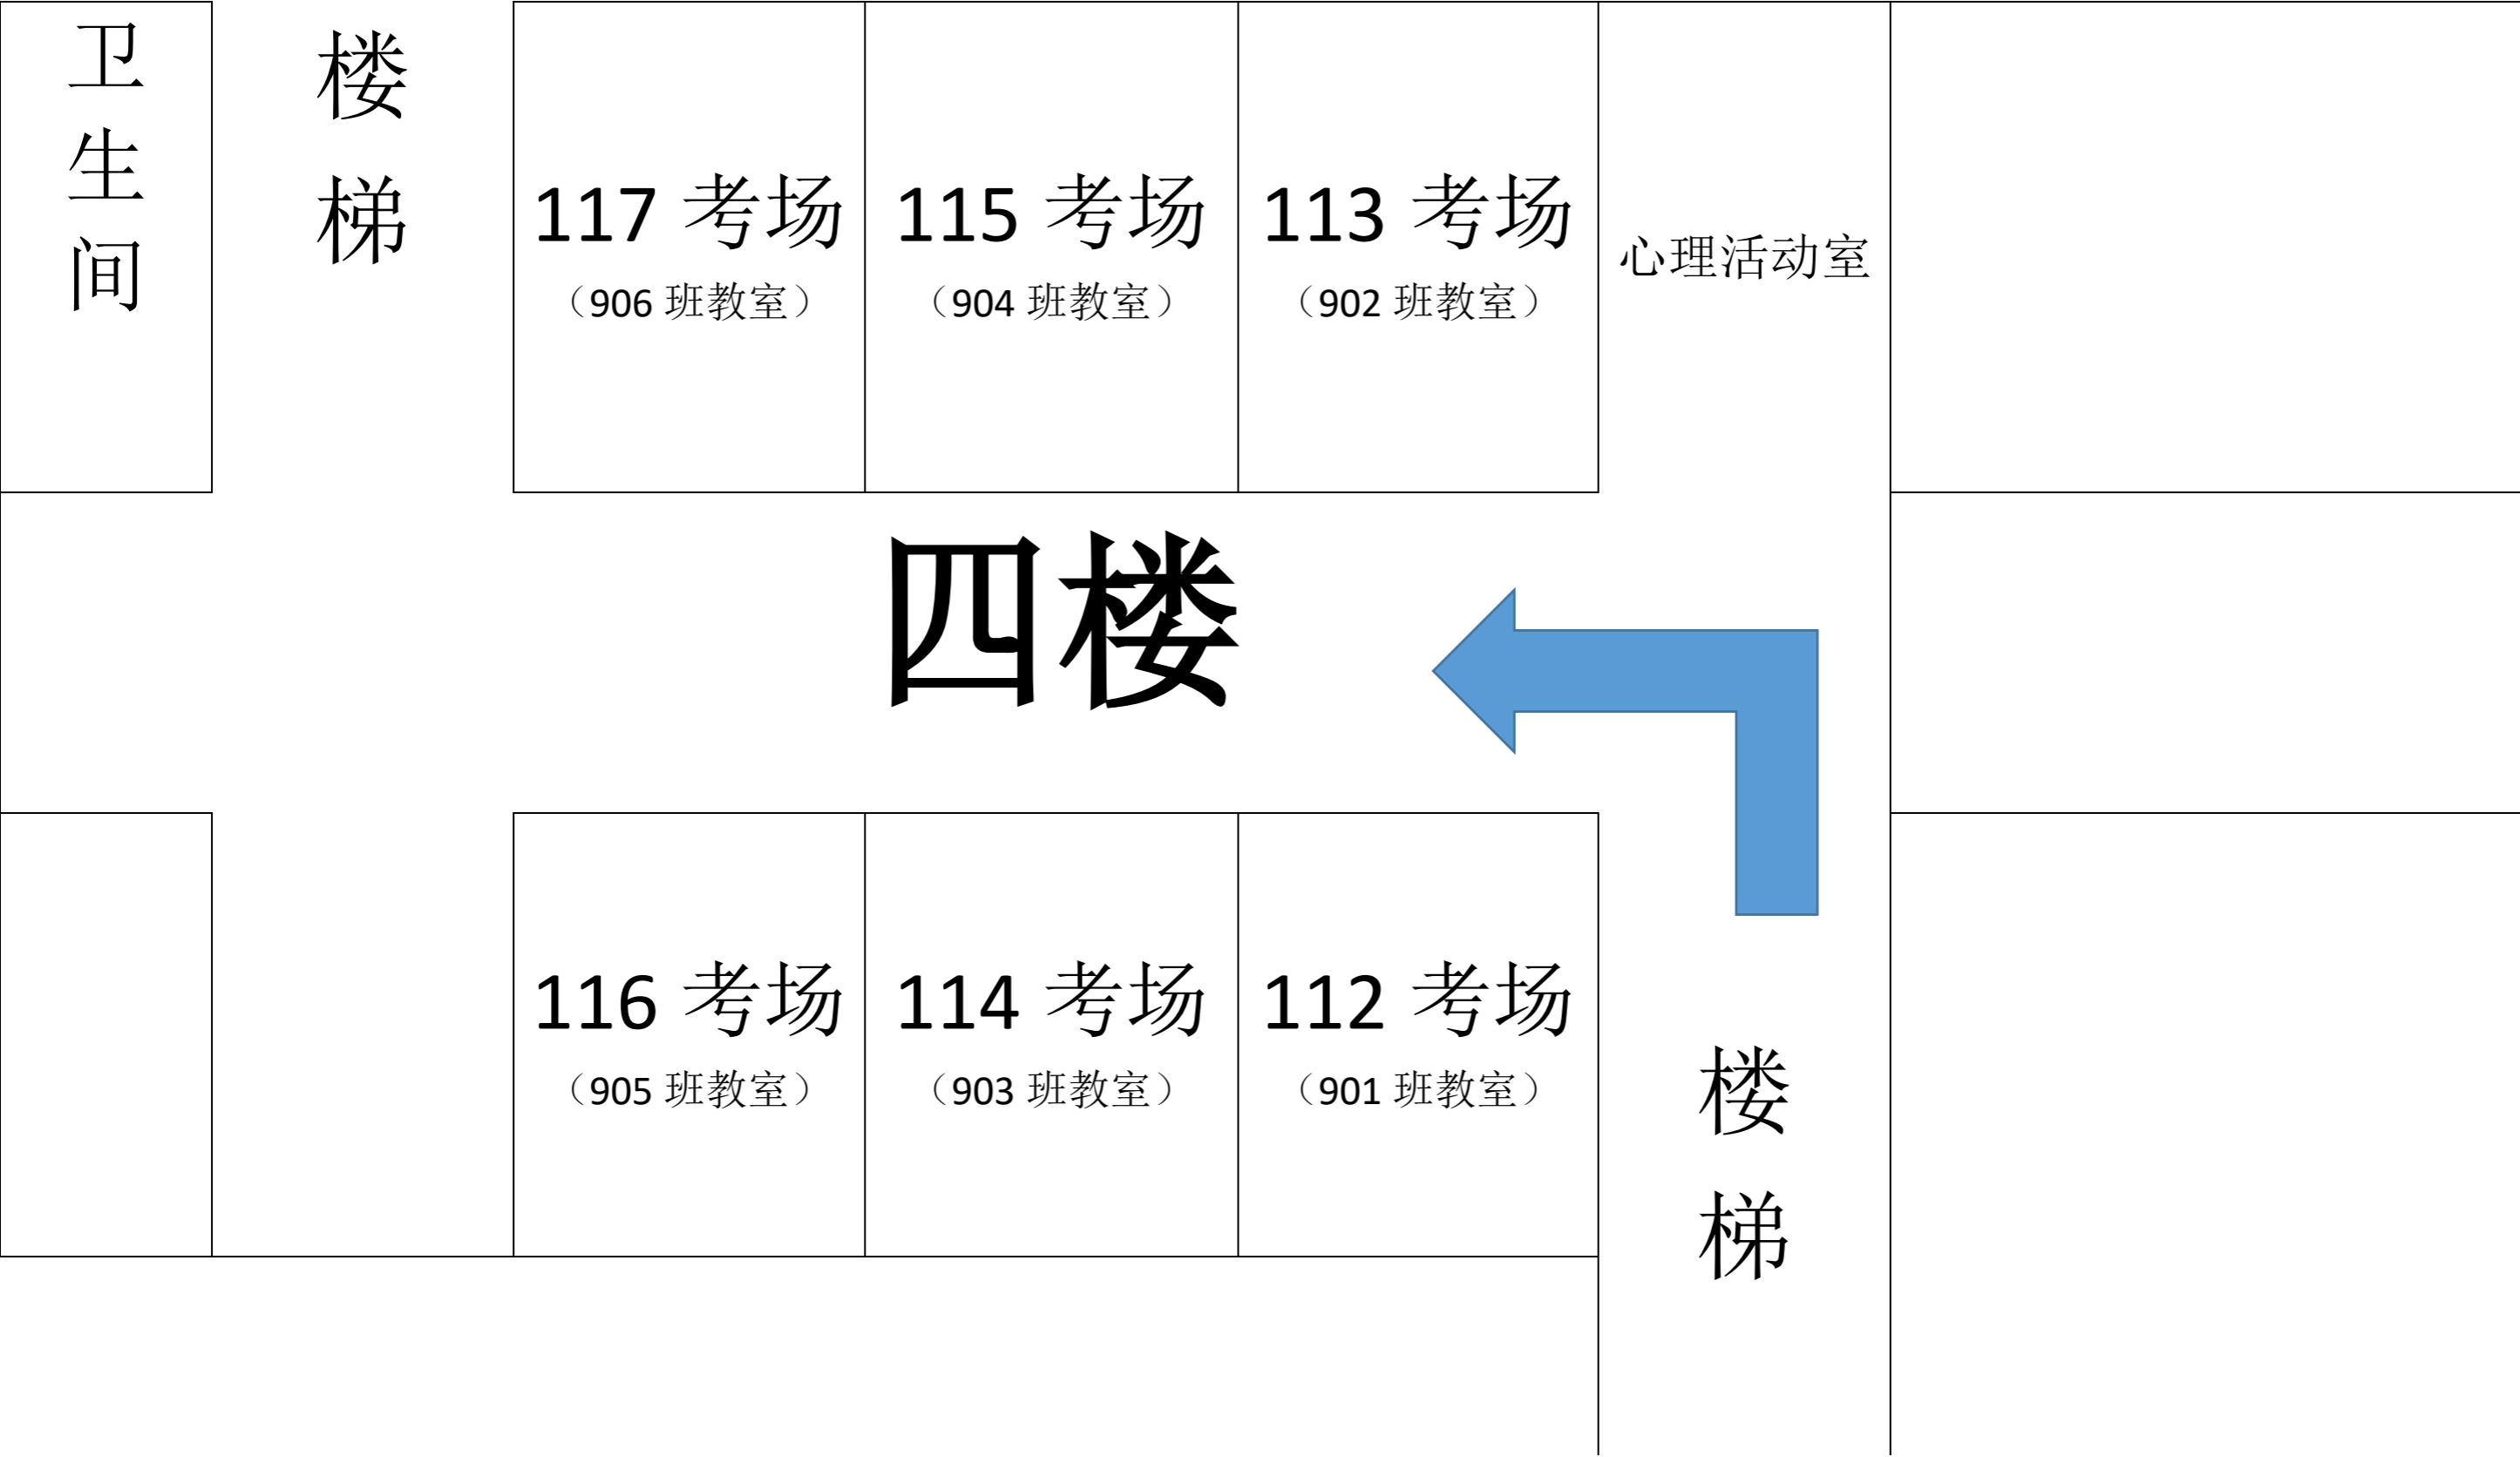 卫生间
楼梯
117 考场
（906 班教室）
115 考场
（904 班教室）
113 考场
（902 班教室）
心理活动室
四楼
116 考场
（905 班教室）
114 考场
（903 班教室）
112 考场
（901 班教室）
楼梯